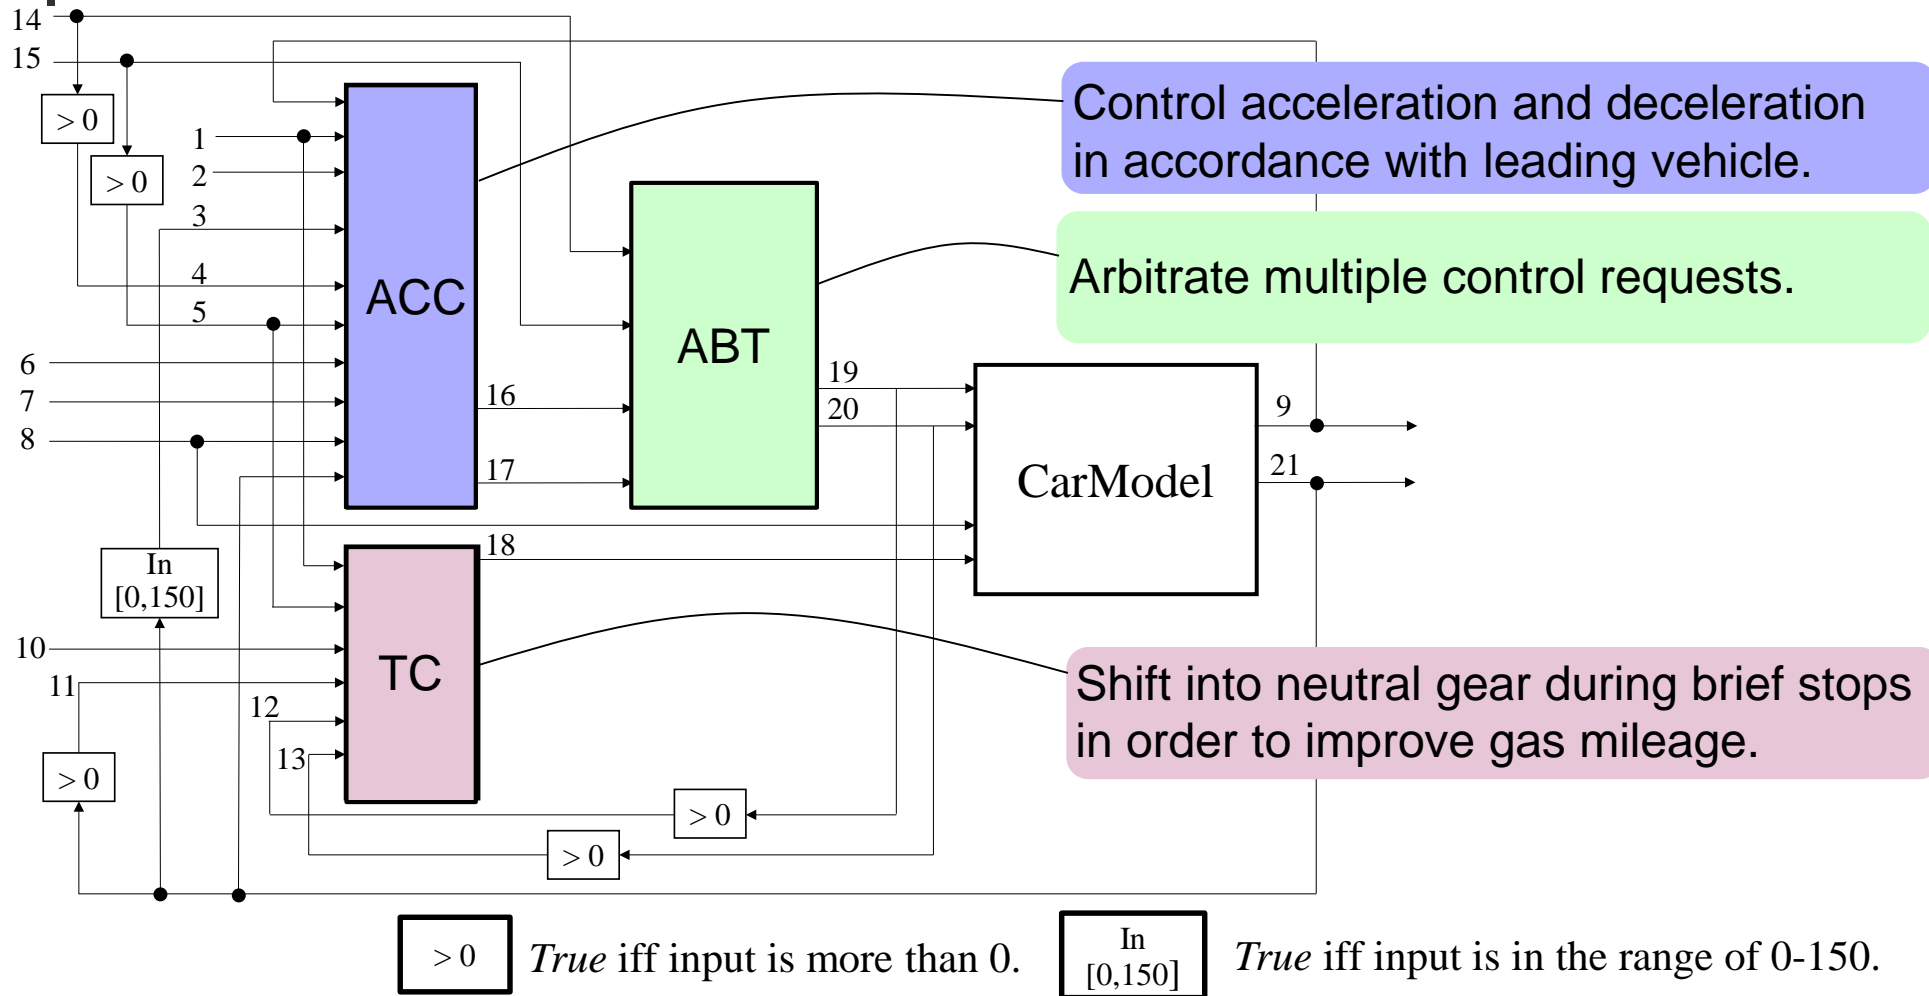 14
15
> 0
> 0
1
2
3
4
5
6
7
8
ACC
Control acceleration and deceleration
in accordance with leading vehicle.
Arbitrate multiple control requests.
ABT
16
17
19
20
CarModel
9
21
18
In
[0,150]
10
11
12
13
TC
Shift into neutral gear during brief stops
in order to improve gas mileage.
> 0
> 0
> 0
> 0 True iff input is more than 0.
In
[0,150]
True iff input is in the range of 0-150.